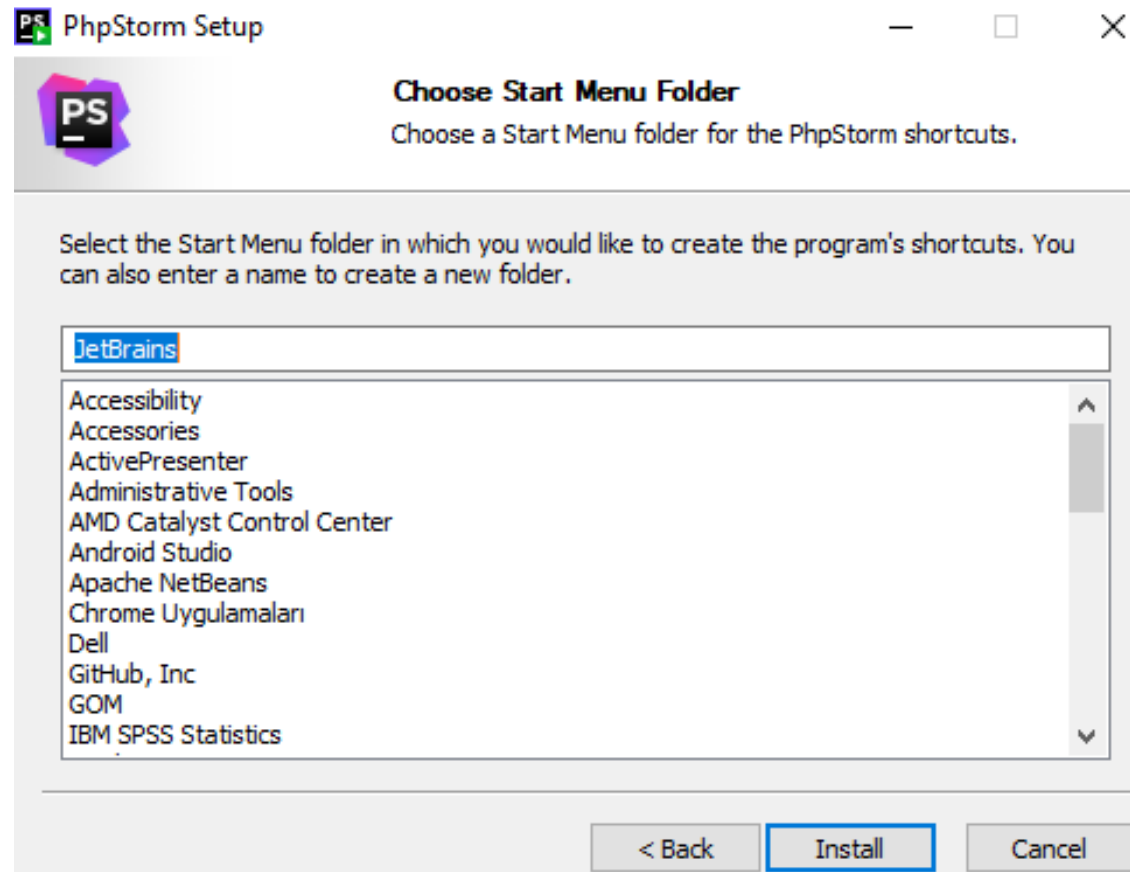 PhpStorm Setup
PS
Choose Start Menu Folder
Choose a Start Menu folder for the PhpStorm shortcuts.
Select the Start Menu folder in which you would like to create the program's shortcuts. You
can also enter a name to create a new folder.
JetBrains
Accessibility
Accessories
ActivePresenter
Administrative Tools
AMD Catalyst Control Center
Android Studio
Apache NetBeans
Chrome Uygulamaları
Dell
GitHub, Inc
GOM
IBM SPSS Statistics
< Back
Install
Cancel